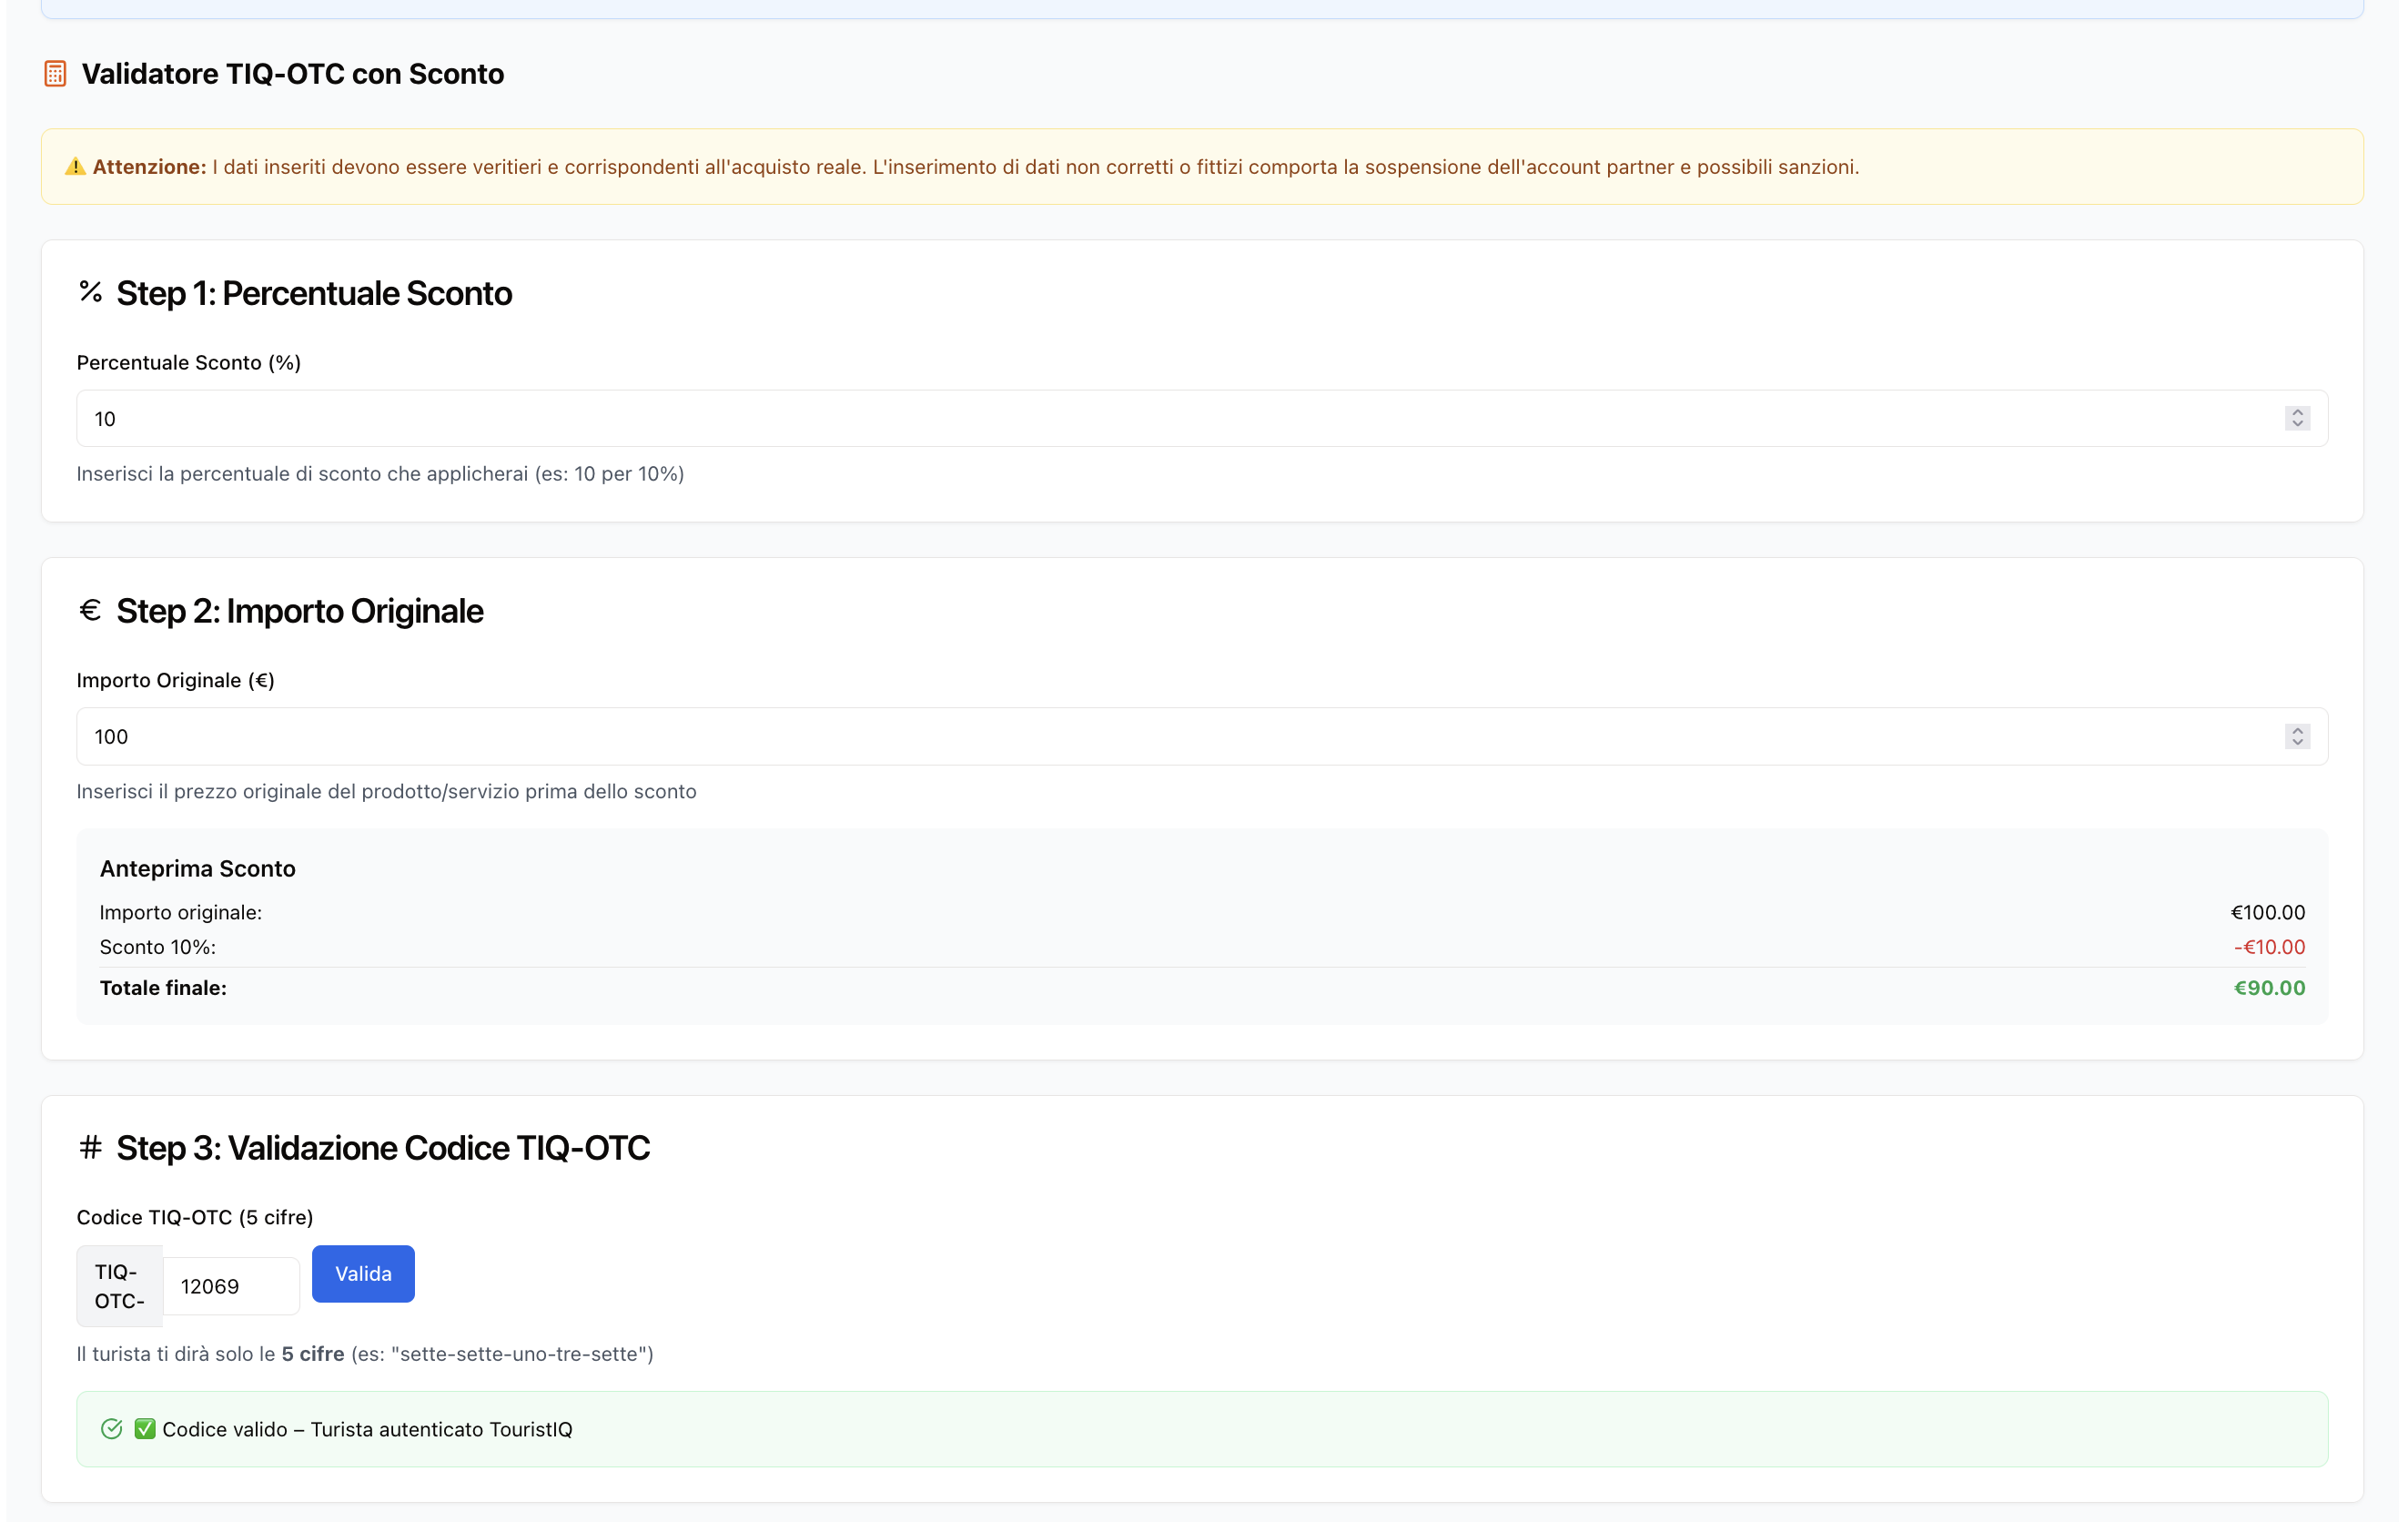 Validatore TIQ-OTC con Sconto
⚠️ Attenzione: I dati inseriti devono essere veritieri e corrispondenti all'acquisto reale. L'inserimento di dati non corretti o fittizi comporta la sospensione dell'account partner e possibili sanzioni.
% Step 1: Percentuale Sconto
Percentuale Sconto (%)
10
Inserisci la percentuale di sconto che applicherai (es: 10 per 10%)
€ Step 2: Importo Originale
Importo Originale (€)
100
Inserisci il prezzo originale del prodotto/servizio prima dello sconto
Anteprima Sconto
Importo originale: €100.00
Sconto 10%: -€10.00
Totale finale: €90.00
# Step 3: Validazione Codice TIQ-OTC
Codice TIQ-OTC (5 cifre)
TIQ-
OTC-
12069
Valida
Il turista ti dirà solo le 5 cifre (es: "sette-sette-uno-tre-sette")
✅ Codice valido – Turista autenticato TouristIQ